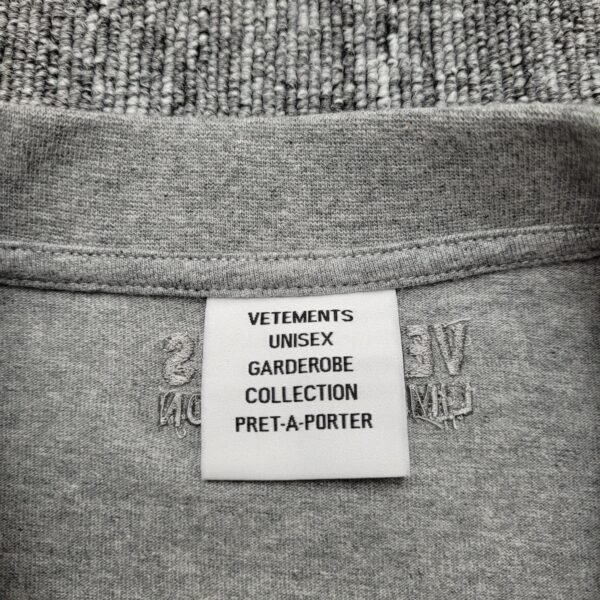 VETEMENTS
UNISEX
GARDEROBE
COLLECTION
PRET-A-PORTER